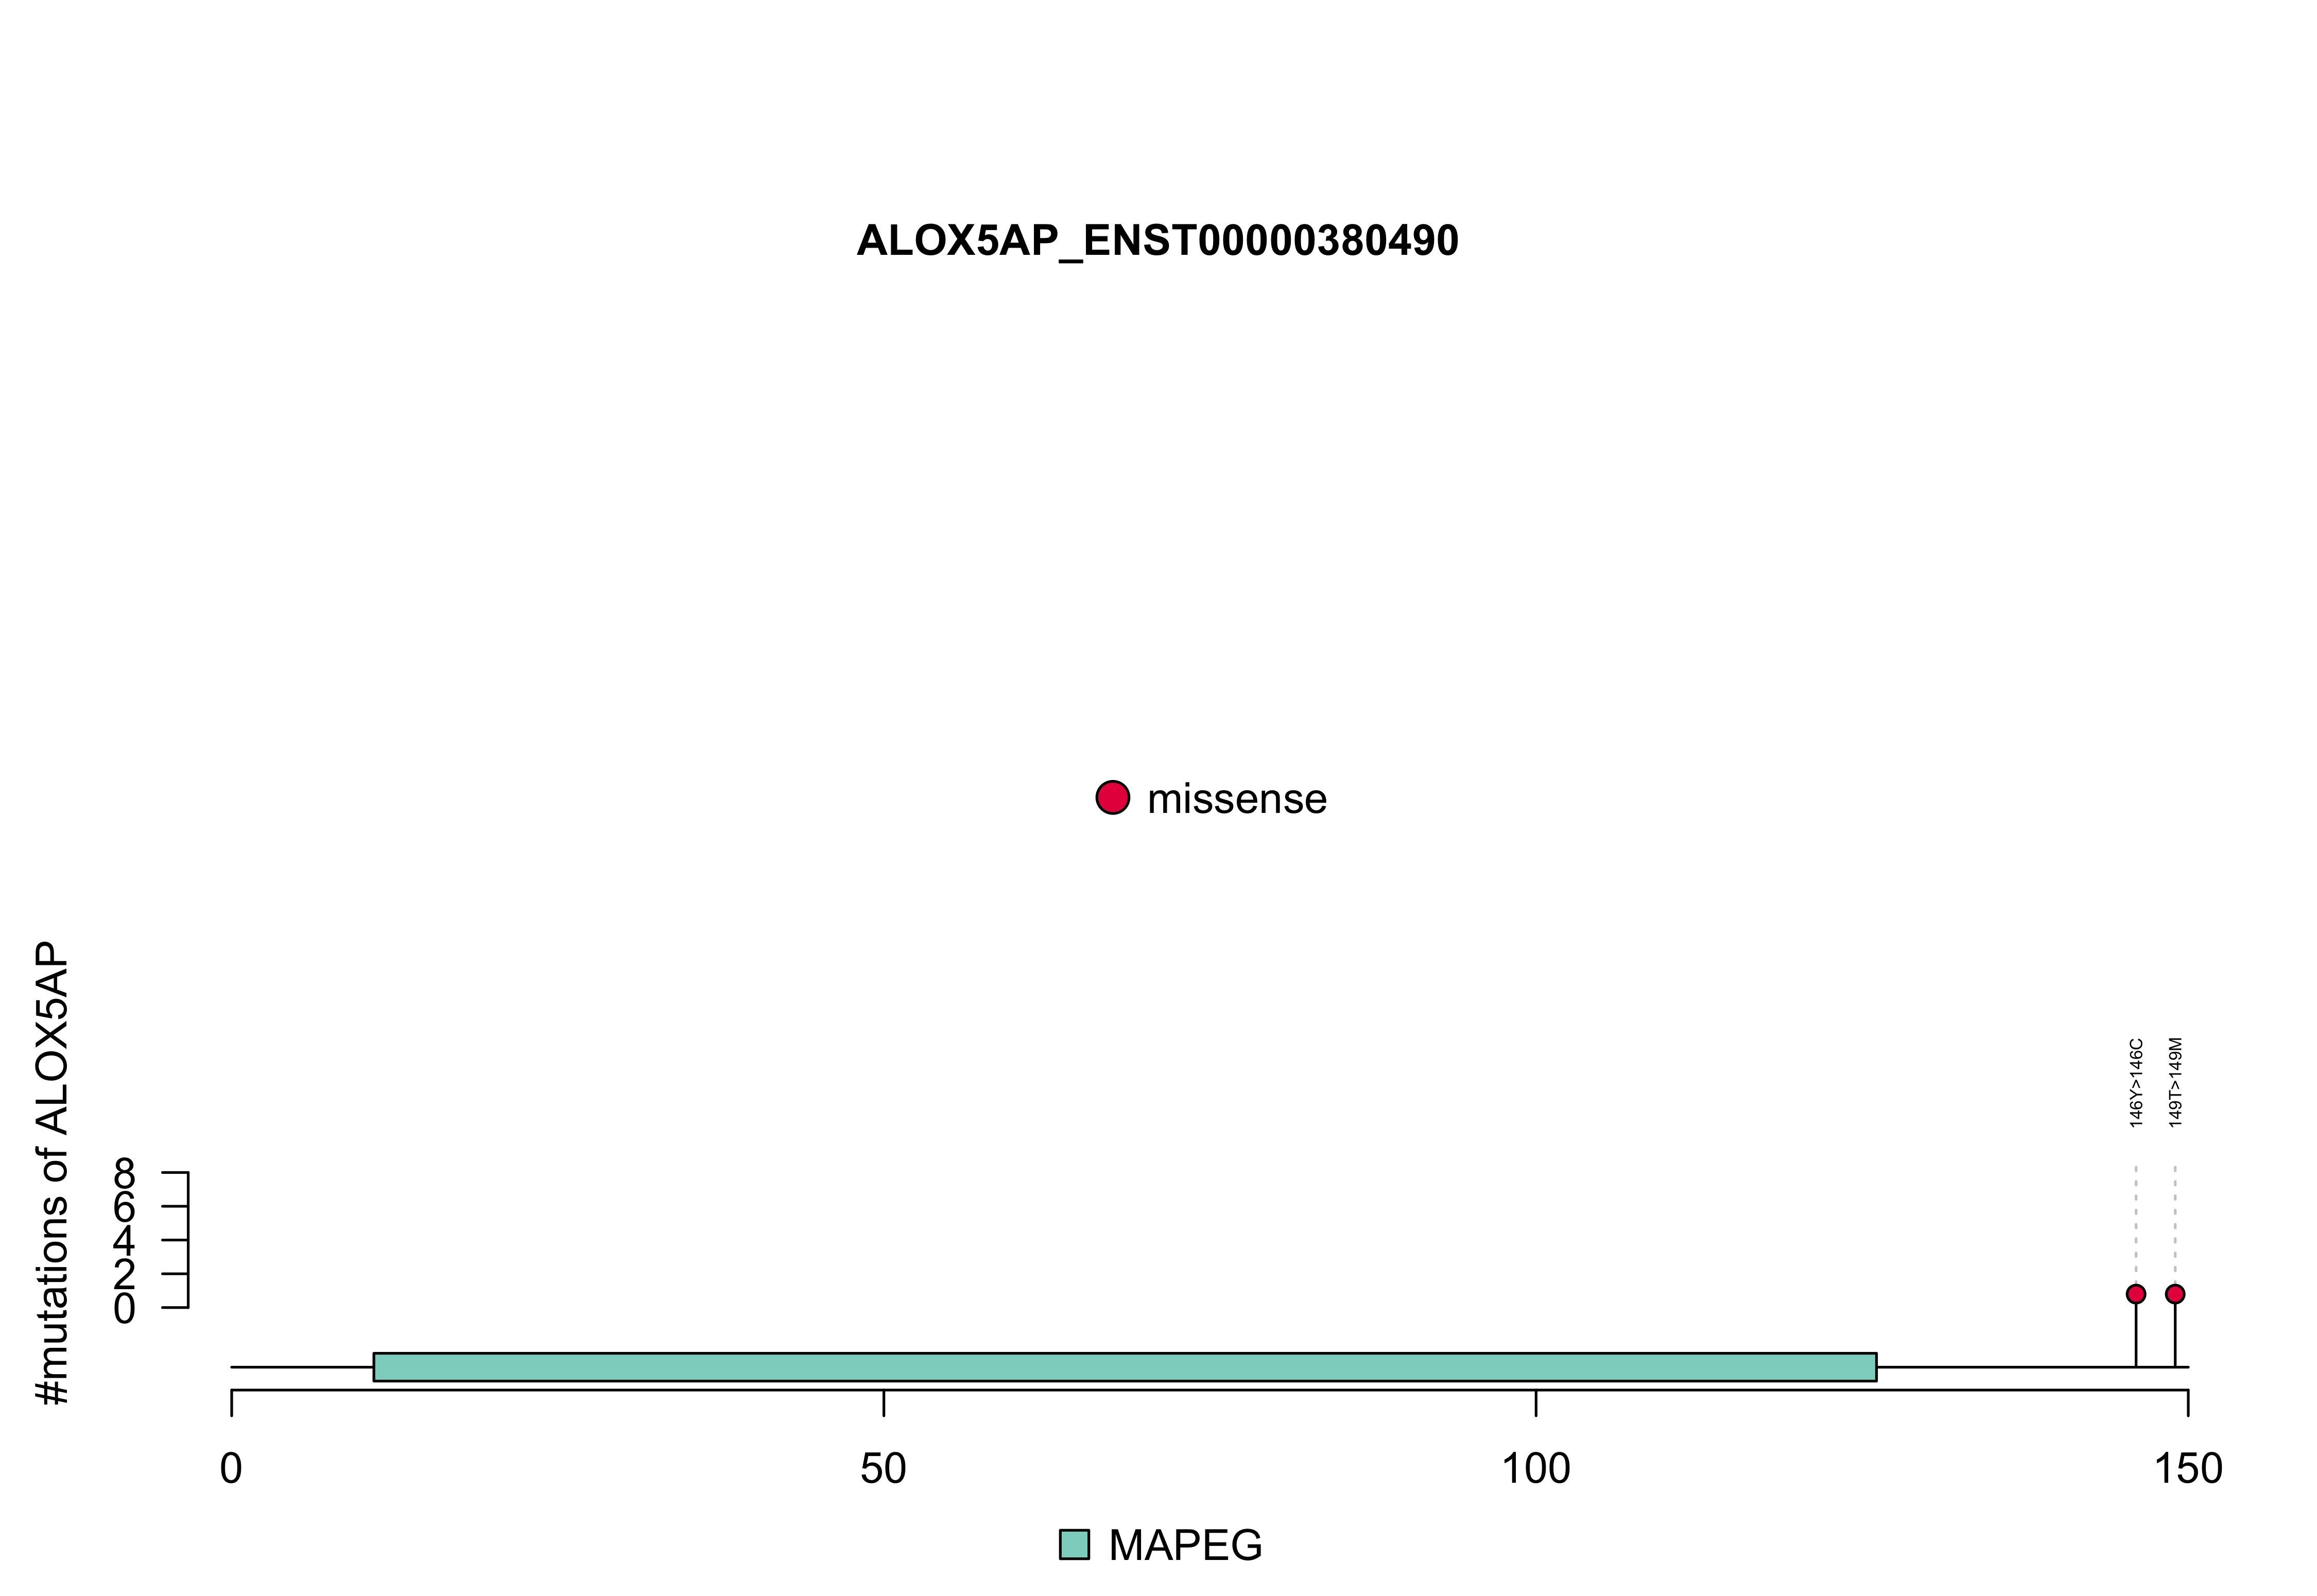 ALOX5AP_ENST00000380490
missense
#mutations of ALOX5AP
146Y>146C
149T>149M
8
6
4
2
0
0 50 100 150
MAPEG